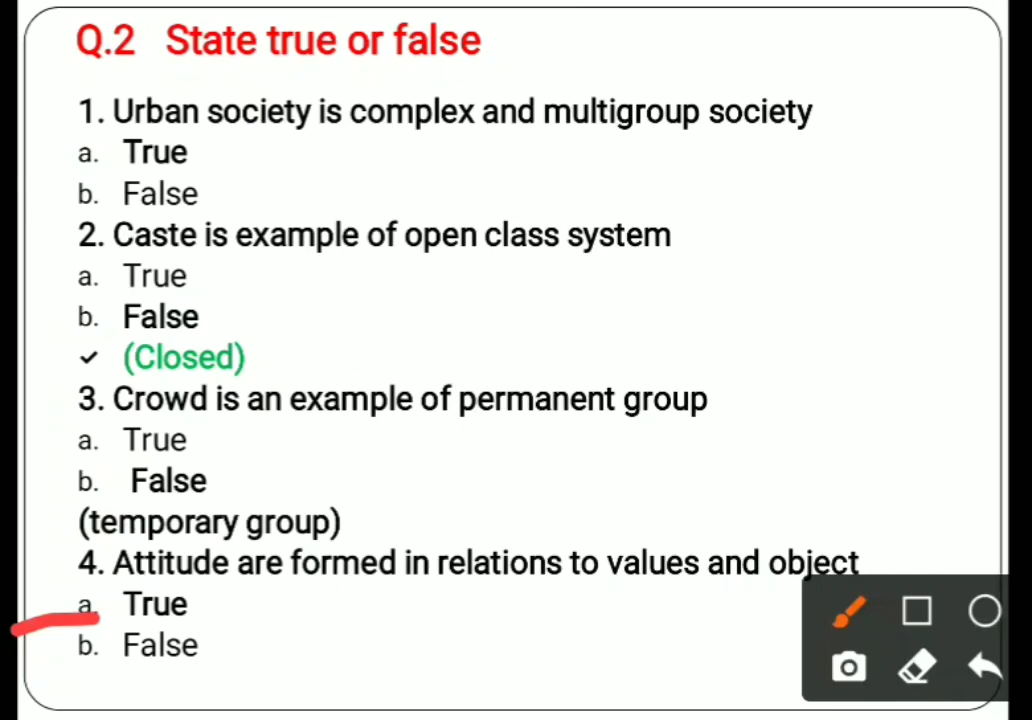 Q.2 State true or false
1. Urban society is complex and multigroup society
a. True
b. False
2. Caste is example of open class system
a. True
b. False
✓ (Closed)
3. Crowd is an example of permanent group
a. True
b. False
(temporary group)
4. Attitude are formed in relations to values and object
a. True
b. False